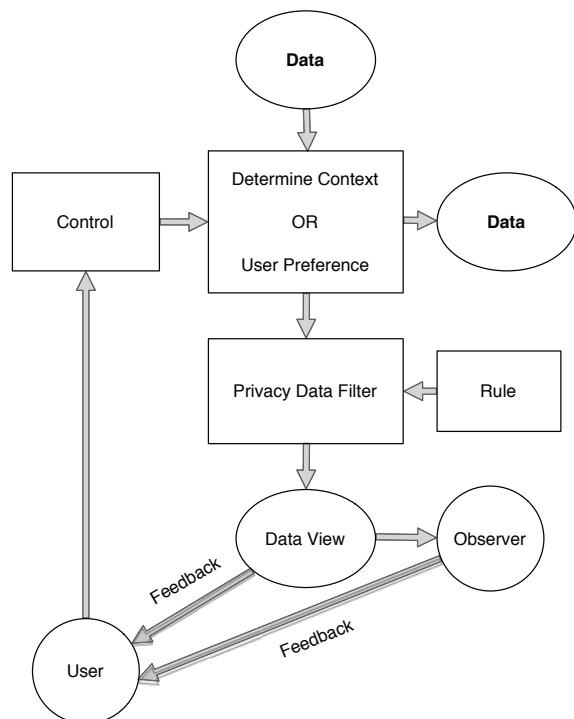 Data
Determine Context
OR
User Preference
Control
Data
Privacy Data Filter
Rule
Data View
Observer
Feedback
Feedback
User